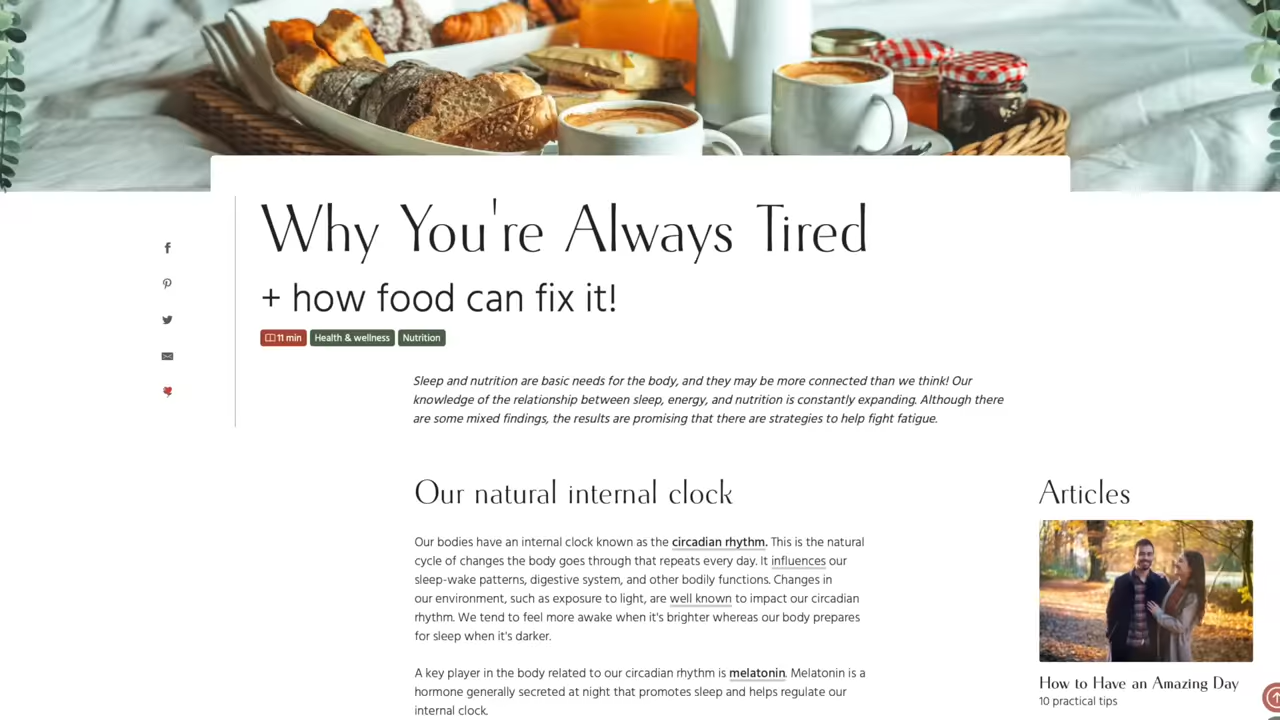 Why You're Always Tired
+ how food can fix it!
11 min
Health & wellness
Nutrition
Sleep and nutrition are basic needs for the body, and they may be more connected than we think! Our
knowledge of the relationship between sleep, energy, and nutrition is constantly expanding. Although there
are some mixed findings, the results are promising that there are strategies to help fight fatigue.
Our natural internal clock
Our bodies have an internal clock known as the circadian rhythm. This is the natural
cycle of changes the body goes through that repeats every day. It influences our
sleep-wake patterns, digestive system, and other bodily functions. Changes in
our environment, such as exposure to light, are well known to impact our circadian
rhythm. We tend to feel more awake when it's brighter whereas our body prepares
for sleep when it's darker.
A key player in the body related to our circadian rhythm is melatonin. Melatonin is a
hormone generally secreted at night that promotes sleep and helps regulate our
internal clock.
Articles
How to Have an Amazing Day
10 practical tips